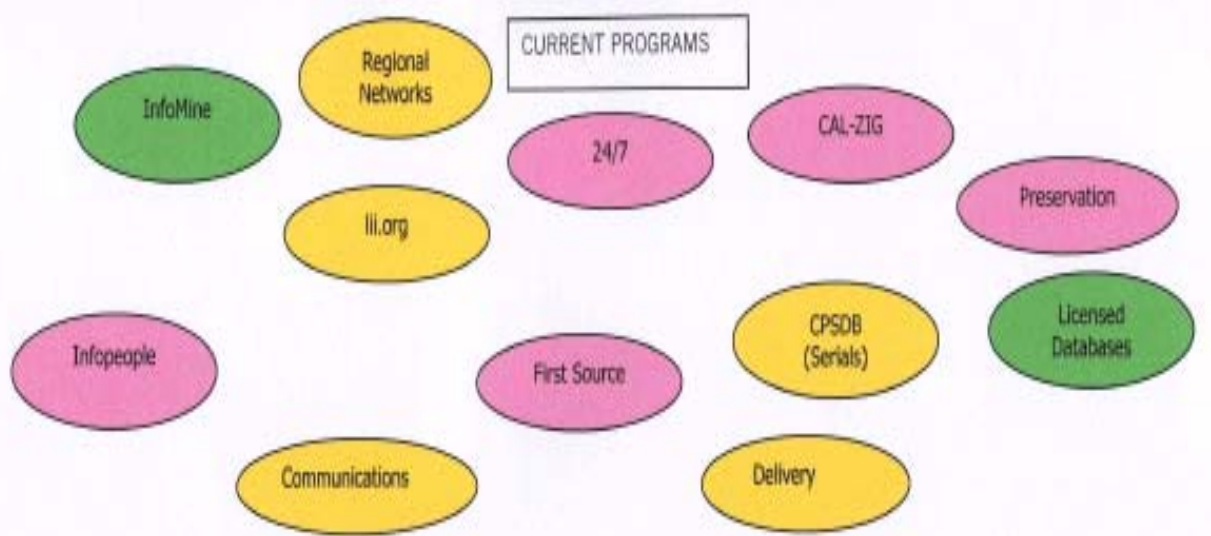 CURRENT PROGRAMS
Regional
Networks
InfoMine
24/7
CAL-ZIG
Preservation
lii.org
Infopeople
First Source
CPSDB
(Serials)
Licensed
Databases
Communications
Delivery